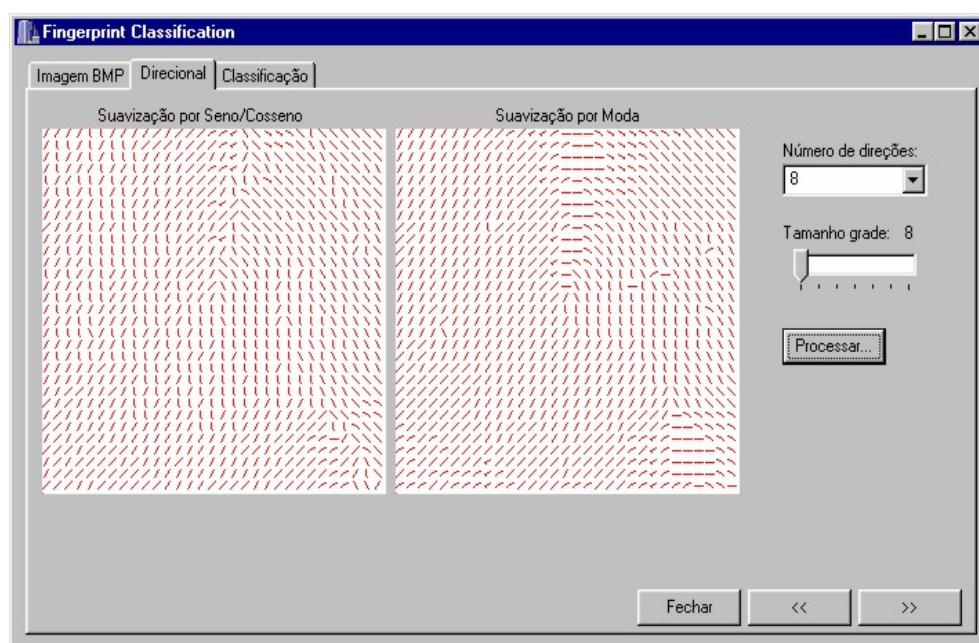 Fingerprint Classification
Imagem BMP Direcional Classificação
Suavização por Seno/Cosseno Suavização por Moda
Número de direções:
8
Tamanho grade: 8
Processar...
Fechar << >>